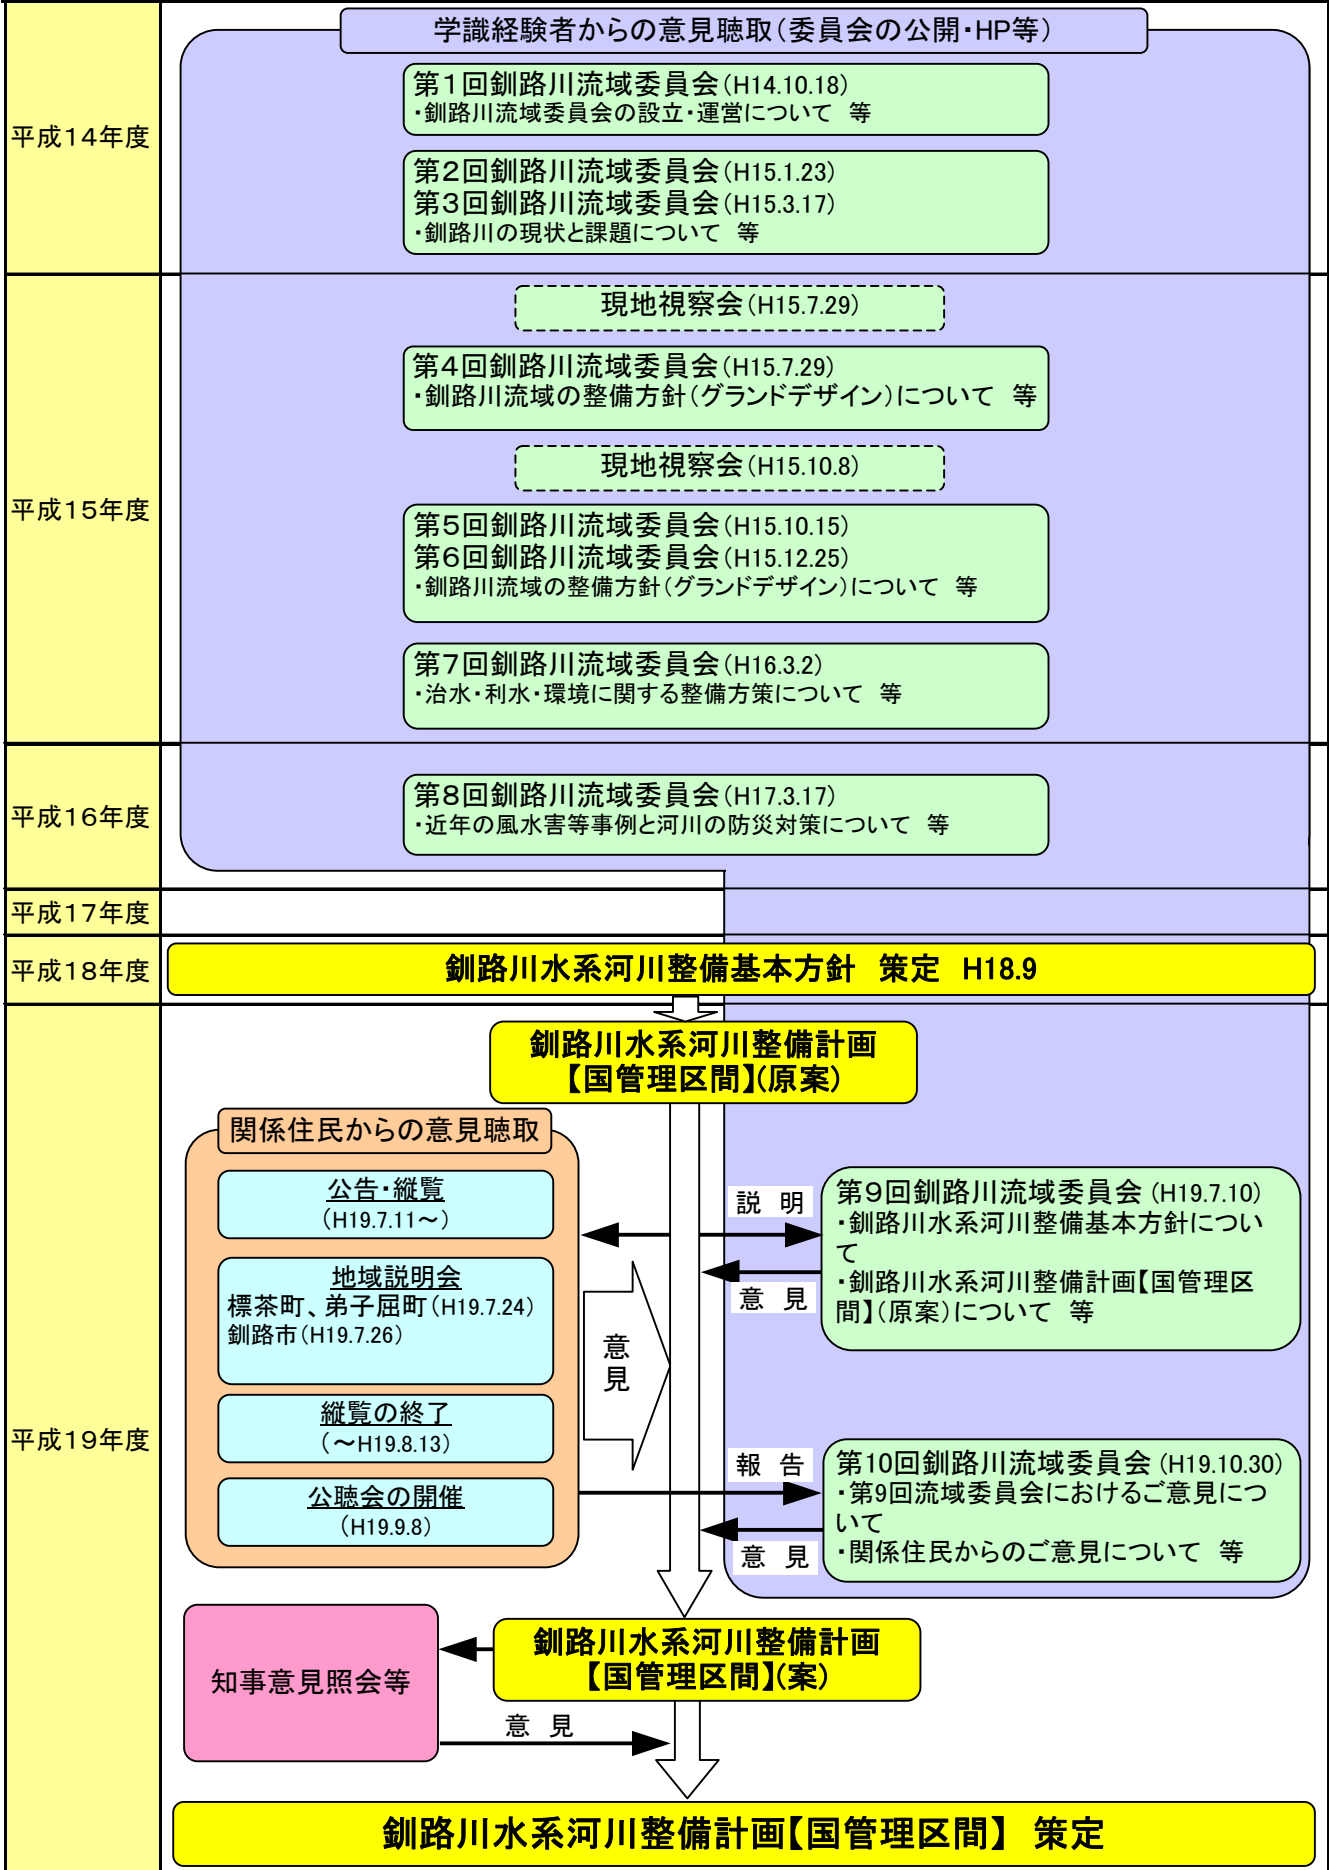 学識経験者からの意見聴取（委員会の公開・HP等）
平成１４年度
第１回釧路川流域委員会（H14.10.18）
・釧路川流域委員会の設立・運営について　等
第２回釧路川流域委員会（H15.1.23）
第３回釧路川流域委員会（H15.3.17）
・釧路川の現状と課題について　等
平成１５年度
現地視察会（H15.7.29）
第４回釧路川流域委員会（H15.7.29）
・釧路川流域の整備方針（グランドデザイン）について　等
現地視察会（H15.10.8）
第５回釧路川流域委員会（H15.10.15）
第６回釧路川流域委員会（H15.12.25）
・釧路川流域の整備方針（グランドデザイン）について　等
第７回釧路川流域委員会（H16.3.2）
・治水・利水・環境に関する整備方策について　等
平成１６年度
第８回釧路川流域委員会（H17.3.17）
・近年の風水害等事例と河川の防災対策について　等
平成１７年度
平成１８年度
釧路川水系河川整備基本方針　策定　H18.9
平成１９年度
釧路川水系河川整備計画
【国管理区間】（原案）
関係住民からの意見聴取
公告・縦覧
（H19.7.11～）
地域説明会
標茶町、弟子屈町（H19.7.24）
釧路市（H19.7.26）
縦覧の終了
（～H19.8.13）
公聴会の開催
（H19.9.8）
意見
説　明
意　見
第９回釧路川流域委員会（H19.7.10）
・釧路川水系河川整備基本方針につい
て
・釧路川水系河川整備計画【国管理区
間】（原案）について　等
報　告
意　見
第10回釧路川流域委員会（H19.10.30）
・第9回流域委員会におけるご意見につ
いて
・関係住民からのご意見について　等
釧路川水系河川整備計画
【国管理区間】（案）
知事意見照会等
意　見
釧路川水系河川整備計画【国管理区間】　策定